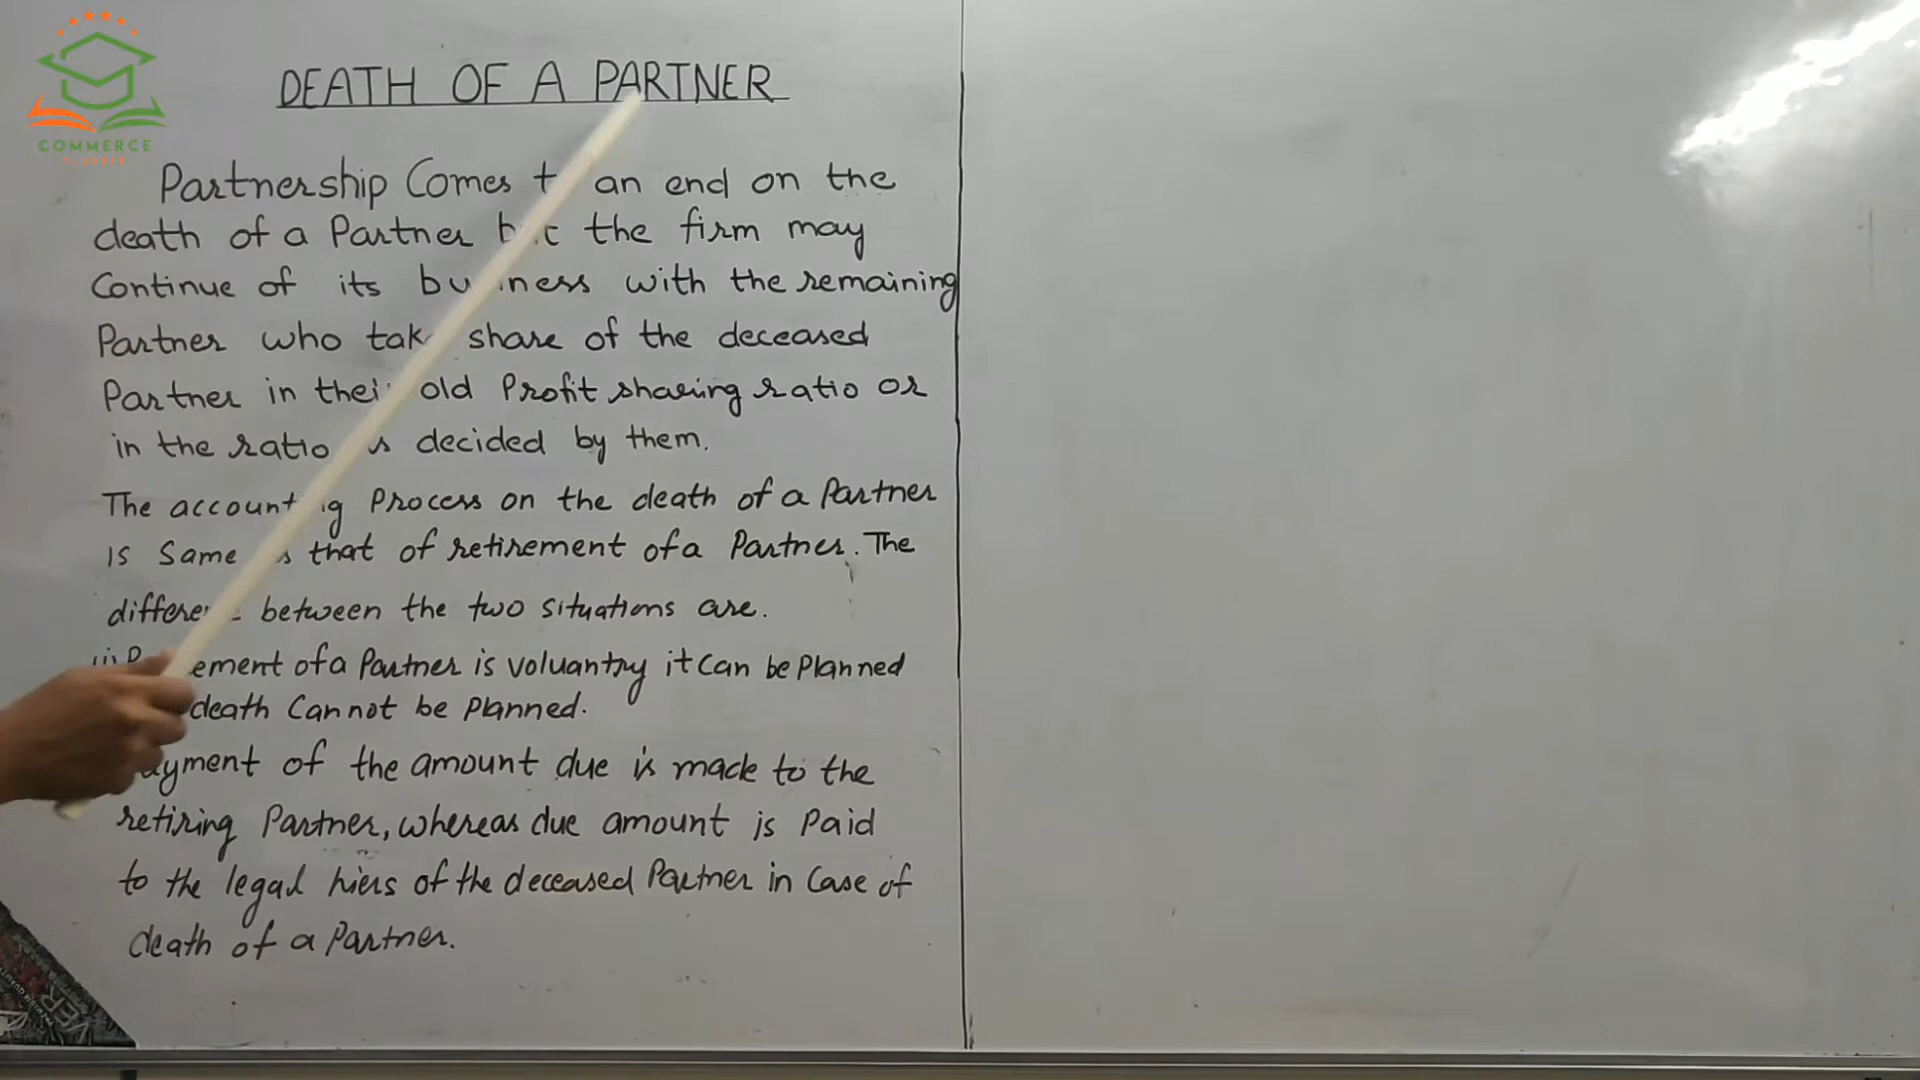 COMMERCE
DEATH OF A PARTNER
Partnership Comes an end on the
death of a Partner the firm may
Continue of its with the remaining
Partner who share of the deceased
Partner in old Profit sharing ratio or
in the ratio decided by them.
The Process on the death of a Partner
is Same that of retirement of a Partner. The
between the two situations are.
of a Partner is voluantry it can be Planned
death Cannot be Planned.
of the amount due is made to the
retiring Partner, whereas due amount is Paid
to the legal hiers of the deceased Partner in Case of
death of a Partner.